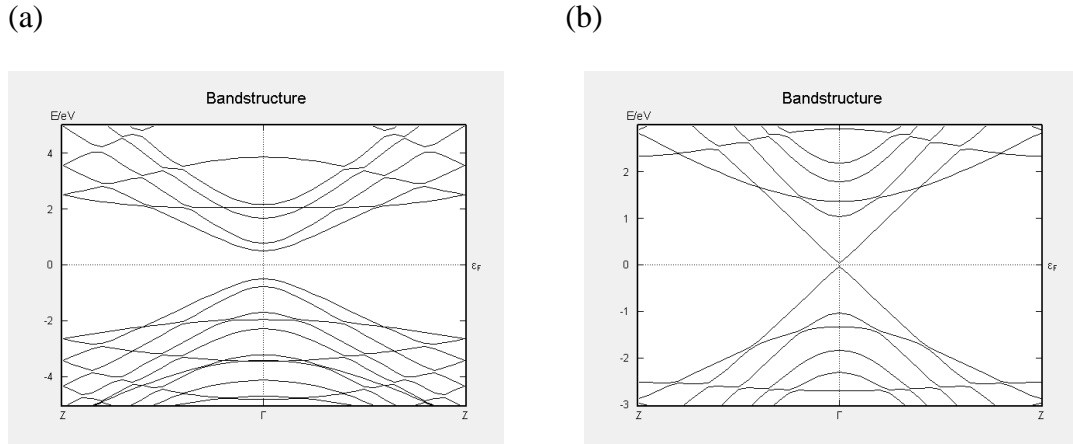 (a)
(b)
Bandstructure
E/eV
4
2
0
-2
-4
Z
Γ
Z
εF
Bandstructure
E/eV
2
1
0
-1
-2
-3
Z
Γ
Z
εF